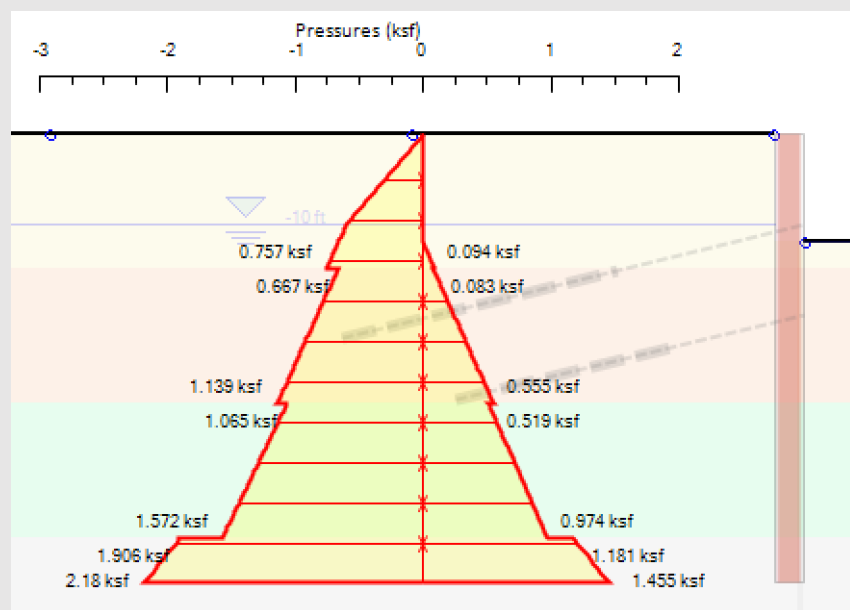 Pressures (ksf)
-3 -2 -1 0 1 2
-10 ft
0.757 ksf 0.094 ksf
0.667 ksf 0.083 ksf
1.139 ksf 0.555 ksf
1.065 ksf 0.519 ksf
1.572 ksf 0.974 ksf
1.906 ksf 1.181 ksf
2.18 ksf 1.455 ksf